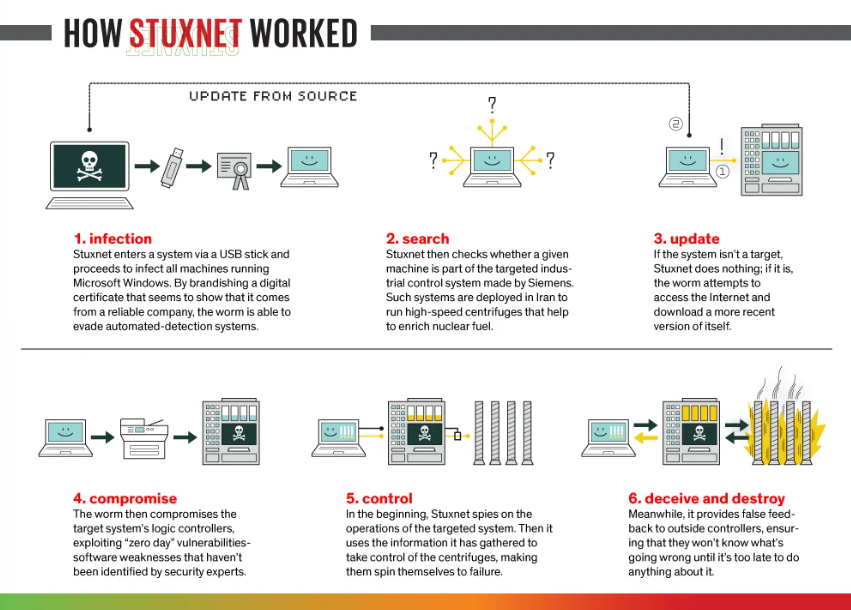 HOW STUXNET WORKED
UPDATE FROM SOURCE
?
?
?
2
!
1
1. infection
Stuxnet enters a system via a USB stick and
proceeds to infect all machines running
Microsoft Windows. By brandishing a digital
certificate that seems to show that it comes
from a reliable company, the worm is able to
evade automated-detection systems.
2. search
Stuxnet then checks whether a given
machine is part of the targeted indus-
trial control system made by Siemens.
Such systems are deployed in Iran to
run high-speed centrifuges that help
to enrich nuclear fuel.
3. update
If the system isn't a target,
Stuxnet does nothing; if it is,
the worm attempts to
access the Internet and
download a more recent
version of itself.
4. compromise
The worm then compromises the
target system's logic controllers,
exploiting "zero day" vulnerabilities-
software weaknesses that haven't
been identified by security experts.
5. control
In the beginning, Stuxnet spies on the
operations of the targeted system. Then it
uses the information it has gathered to
take control of the centrifuges, making
them spin themselves to failure.
6. deceive and destroy
Meanwhile, it provides false feed-
back to outside controllers, ensur-
ing that they won't know what's
going wrong until it's too late to do
anything about it.